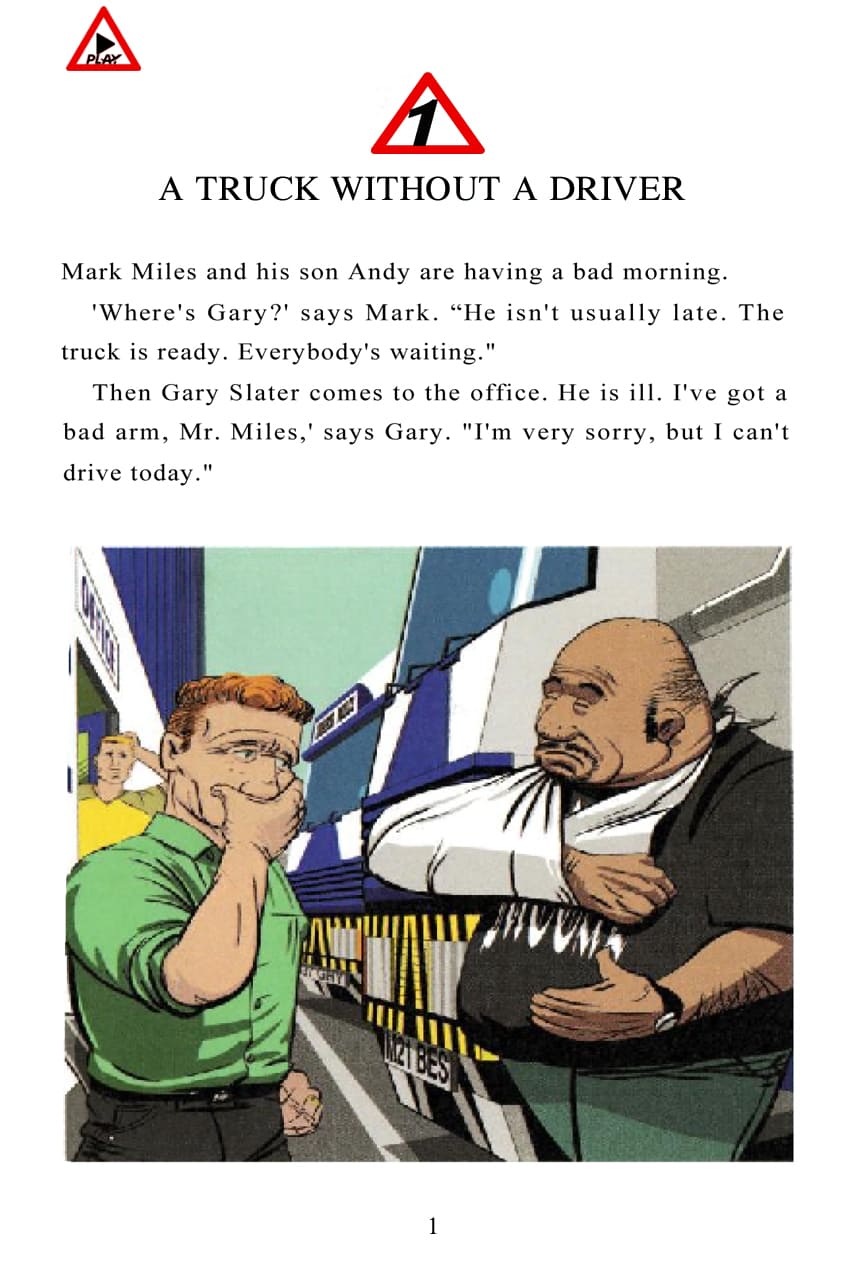 PLAY
1
A TRUCK WITHOUT A DRIVER
Mark Miles and his son Andy are having a bad morning.
'Where's Gary?' says Mark. “He isn't usually late. The
truck is ready. Everybody's waiting."
Then Gary Slater comes to the office. He is ill. I've got a
bad arm, Mr. Miles,' says Gary. "I'm very sorry, but I can't
drive today."
OFFICE
M21 BES
1